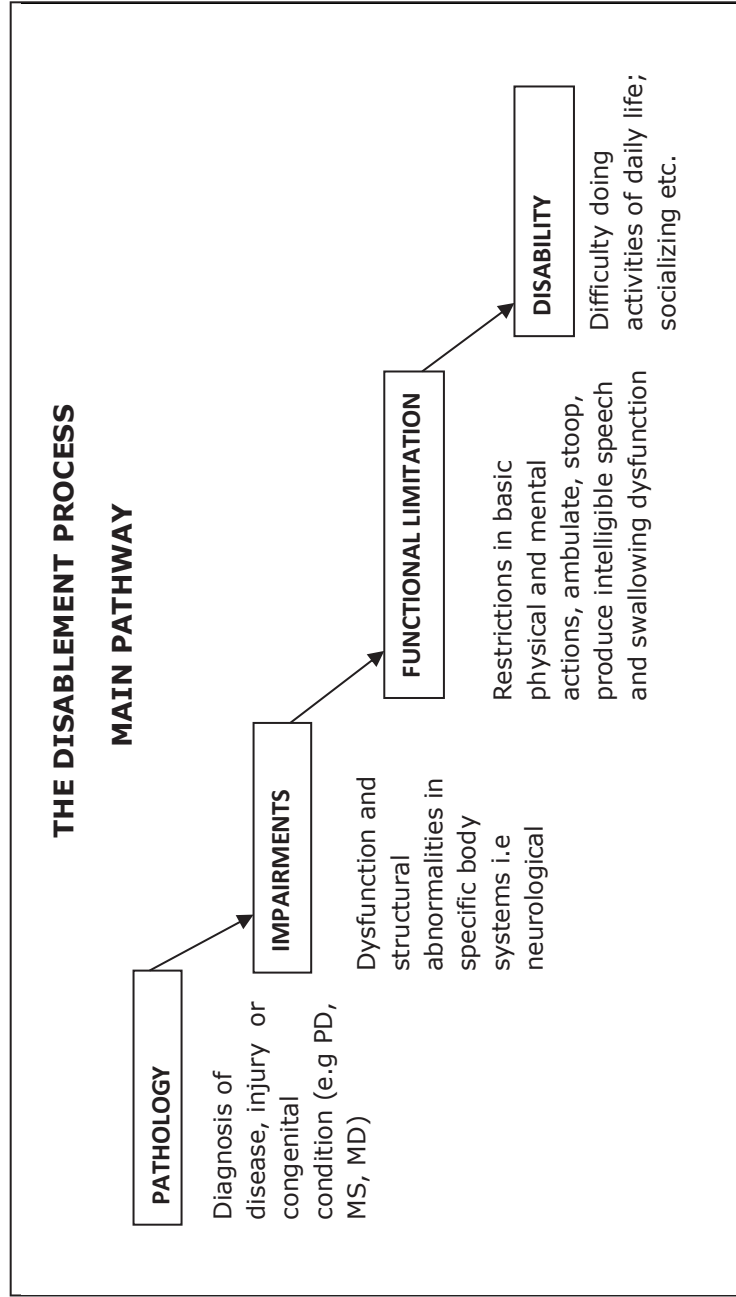 THE DISABLEMENT PROCESS
MAIN PATHWAY
PATHOLOGY
Diagnosis of
disease, injury or
congenital
condition (e.g PD,
MS, MD)
IMPAIRMENTS
Dysfunction and
structural
abnormalities in
specific body
systems i.e
neurological
FUNCTIONAL LIMITATION
Restrictions in basic
physical and mental
actions, ambulate, stoop,
produce intelligible speech
and swallowing dysfunction
DISABILITY
Difficulty doing
activities of daily life;
socializing etc.